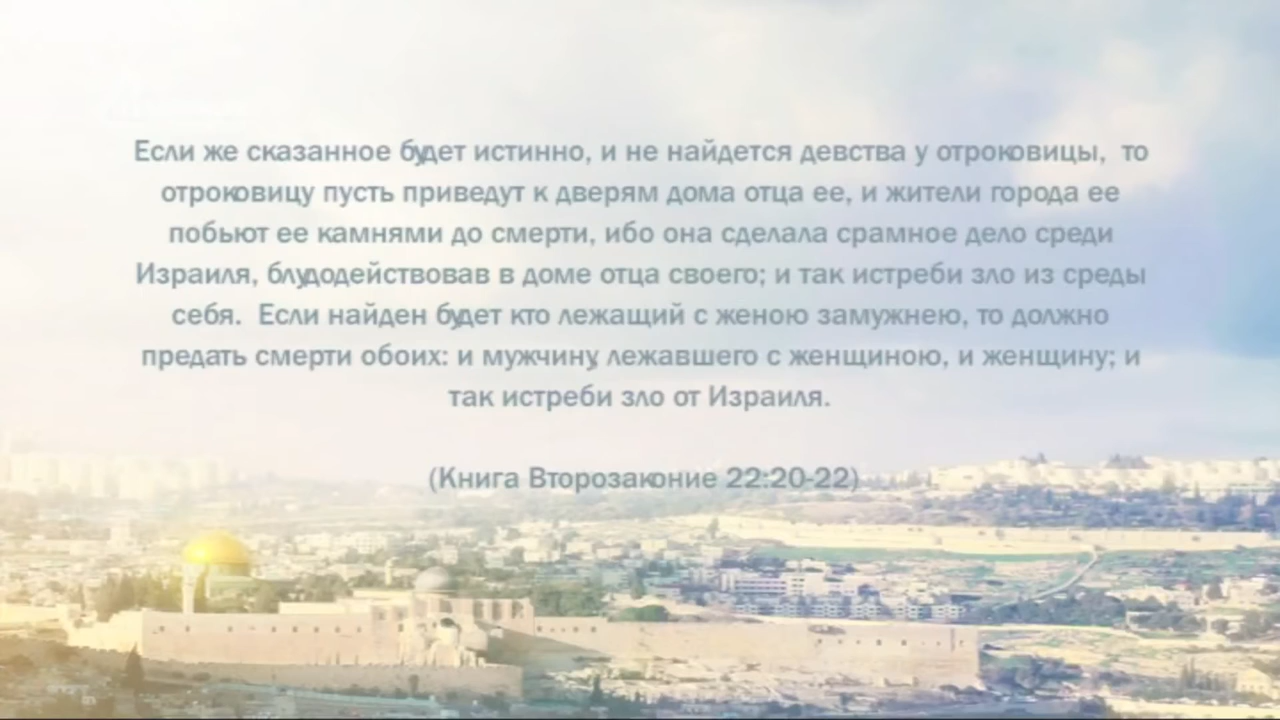 Если же сказанное будет истинно, и не найдется девства у отроковицы, то
отроковицу пусть приведут к дверям дома отца ее, и жители города ее
побьют ее камнями до смерти, ибо она сделала срамное дело среди
Израиля, блудодействовав в доме отца своего; и так истреби зло из среды
себя. Если найден будет кто лежащий с женою замужнею, то должно
предать смерти обоих: и мужчину, лежавшего с женщиною, и женщину; и
так истреби зло от Израиля.
(Книга Второзаконие 22:20-22)